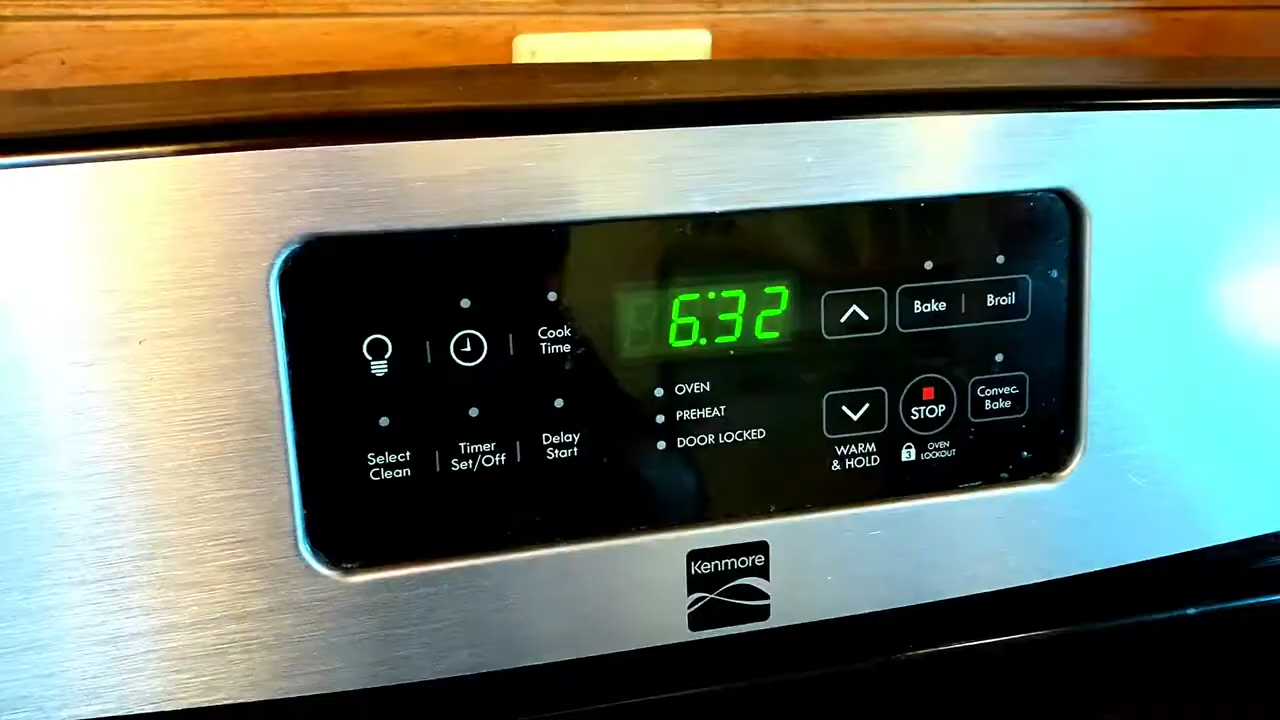 6:32
Cook
Time
Bake | Broil
OVEN
PREHEAT
DOOR LOCKED
Convec.
Bake
STOP
Select
Clean
Timer
Set/Off
Delay
Start
WARM
& HOLD
3
OVEN
LOCKOUT
Kenmore